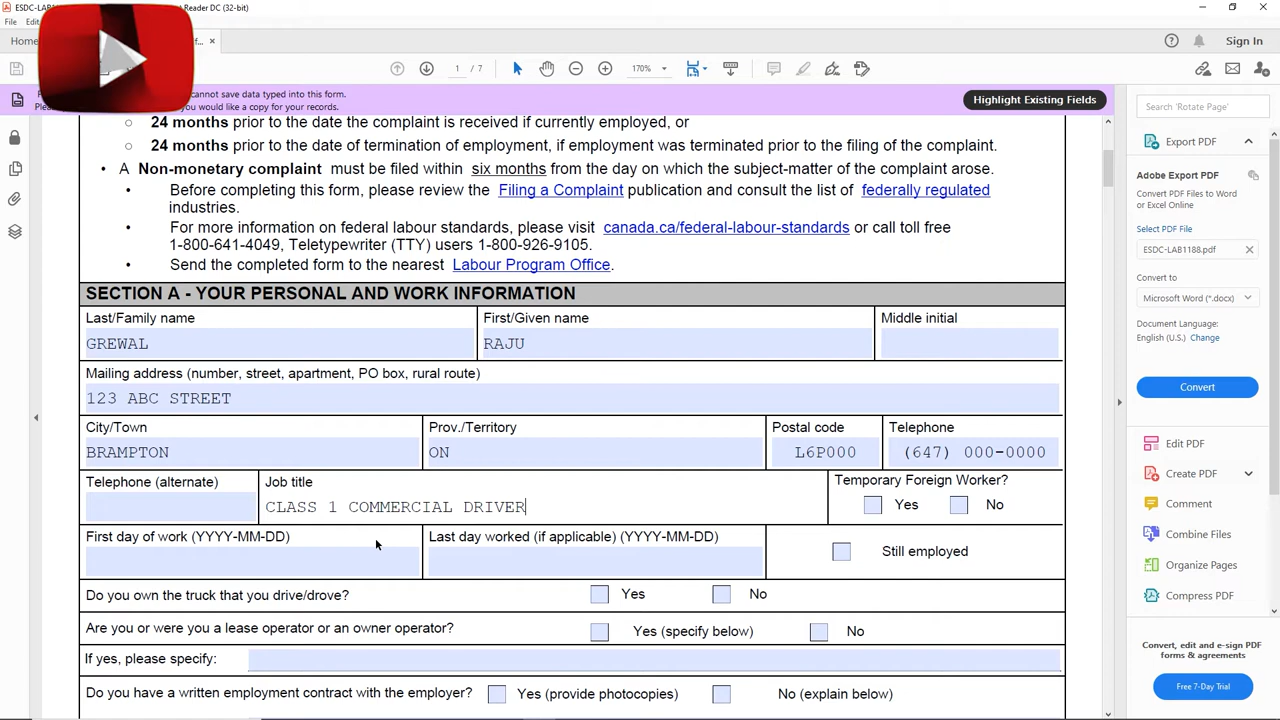 ESDC-LAB
Reader DC (32-bit)
File
Home
Sign In
1 / 7
170%
cannot save data typed into this form.
you would like a copy for your records.
Highlight Existing Fields
Search 'Rotate Page'
24 months prior to the date the complaint is received if currently employed, or
24 months prior to the date of termination of employment, if employment was terminated prior to the filing of the complaint.
A Non-monetary complaint must be filed within six months from the day on which the subject-matter of the complaint arose.
Before completing this form, please review the Filing a Complaint publication and consult the list of federally regulated
industries.
For more information on federal labour standards, please visit canada.ca/federal-labour-standards or call toll free
1-800-641-4049, Teletypewriter (TTY) users 1-800-926-9105.
Send the completed form to the nearest Labour Program Office.
SECTION A - YOUR PERSONAL AND WORK INFORMATION
Last/Family name
First/Given name
Middle initial
GREWAL
RAJU
Mailing address (number, street, apartment, PO box, rural route)
123 ABC STREET
City/Town
Prov./Territory
Postal code
Telephone
BRAMPTON
ON
L6P000
(647) 000-0000
Telephone (alternate)
Job title
Temporary Foreign Worker?
CLASS 1 COMMERCIAL DRIVER
Yes
No
First day of work (YYYY-MM-DD)
Last day worked (if applicable) (YYYY-MM-DD)
Still employed
Do you own the truck that you drive/drove?
Yes
No
Are you or were you a lease operator or an owner operator?
Yes (specify below)
No
If yes, please specify:
Do you have a written employment contract with the employer?
Yes (provide photocopies)
No (explain below)
Export PDF
Adobe Export PDF
Convert PDF Files to Word
or Excel Online
Select PDF File
ESDC-LAB1188.pdf
Convert to
Microsoft Word (*.docx)
Document Language:
English (U.S.) Change
Convert
Edit PDF
Create PDF
Comment
Combine Files
Organize Pages
Compress PDF
Convert, edit and e-sign PDF
forms & agreements
Free 7-Day Trial